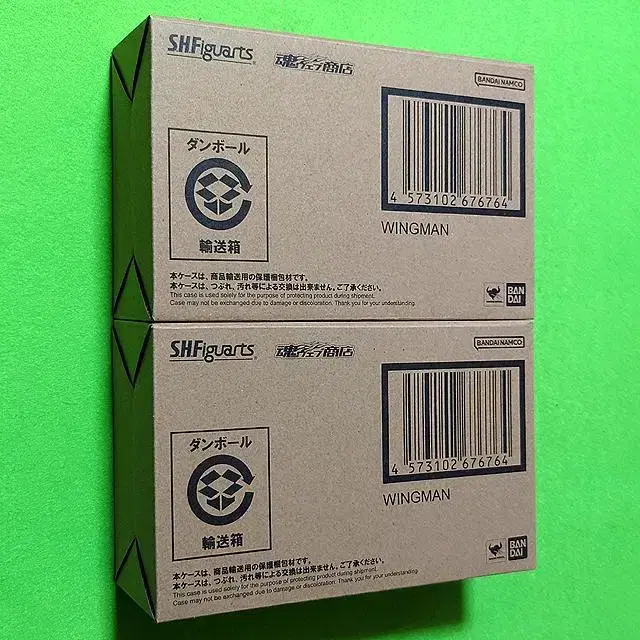 S.H.Figuarts
魂ウェブ商店
BANDAI NAMCO
ダンボール
輸送箱
4 573102 676764
WINGMAN
本ケースは、商品輸送用の保護梱包材です。
本ケースは、つぶれ、汚れ等による交換は出来ません。ご了承ください。
This case is used solely for the purpose of protecting product during shipment.
Case may not be exchanged due to damage or discoloration. Thank you for your understanding.
BAN
DAI
S.H.Figuarts
魂ウェブ商店
BANDAI NAMCO
ダンボール
輸送箱
4 573102 676764
WINGMAN
本ケースは、商品輸送用の保護梱包材です。
本ケースは、つぶれ、汚れ等による交換は出来ません。ご了承ください。
This case is used solely for the purpose of protecting product during shipment.
Case may not be exchanged due to damage or discoloration. Thank you for your understanding.
BAN
DAI